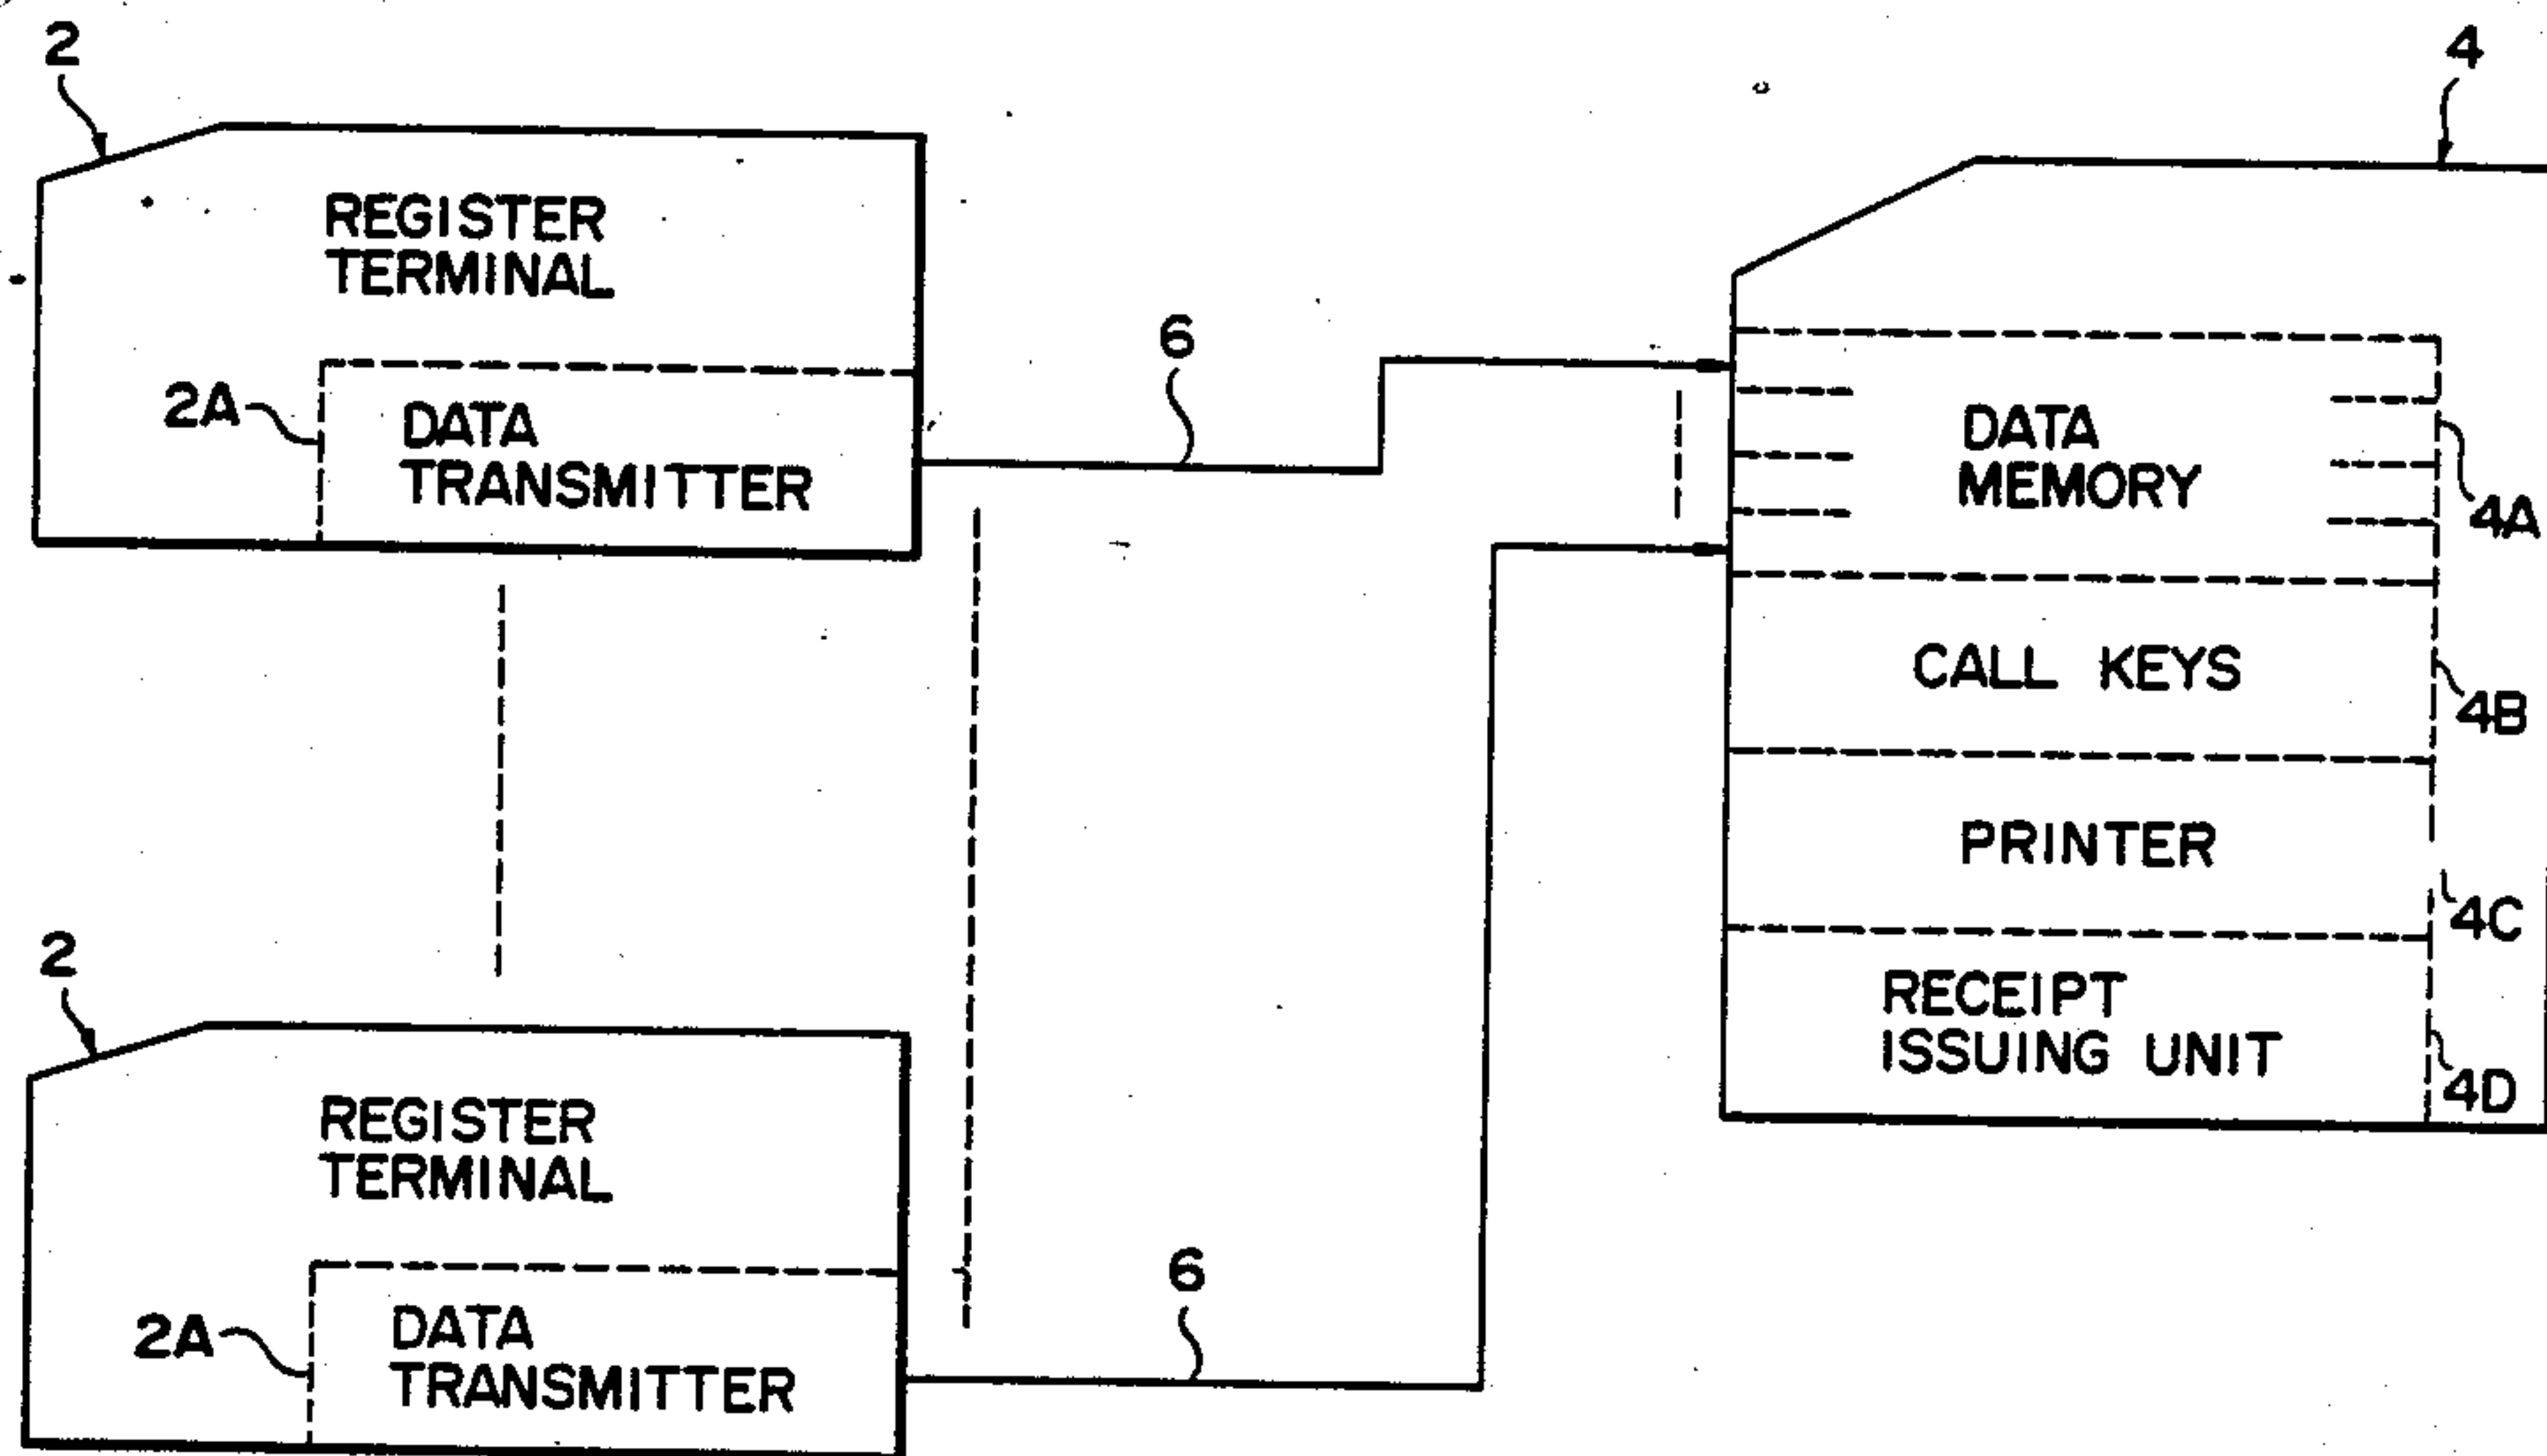 2
REGISTER
TERMINAL
2A
DATA
TRANSMITTER
6
4
DATA
MEMORY
4A
CALL KEYS
4B
PRINTER
4C
RECEIPT
ISSUING UNIT
4D
2
REGISTER
TERMINAL
2A
DATA
TRANSMITTER
6